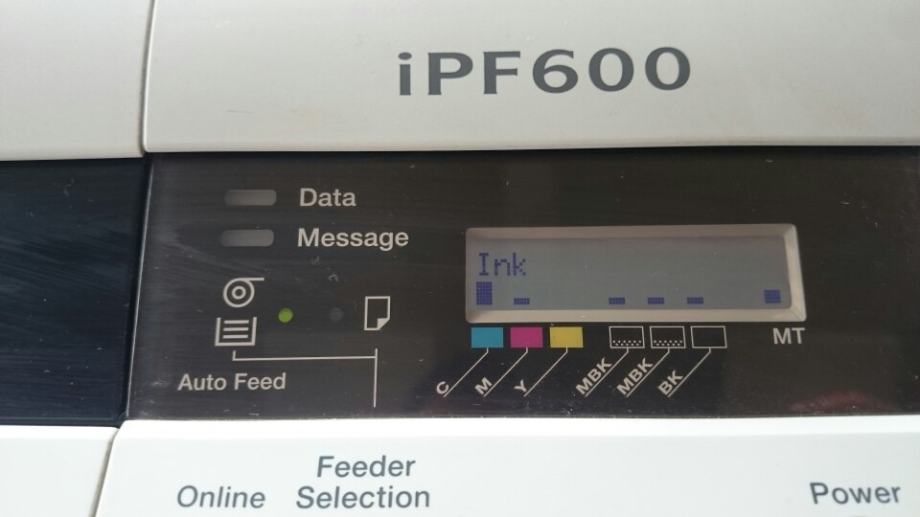 iPF600
Data
Message
Ink
MT
C M Y MBK MBK BK
Auto Feed
Online
Feeder
Selection
Power